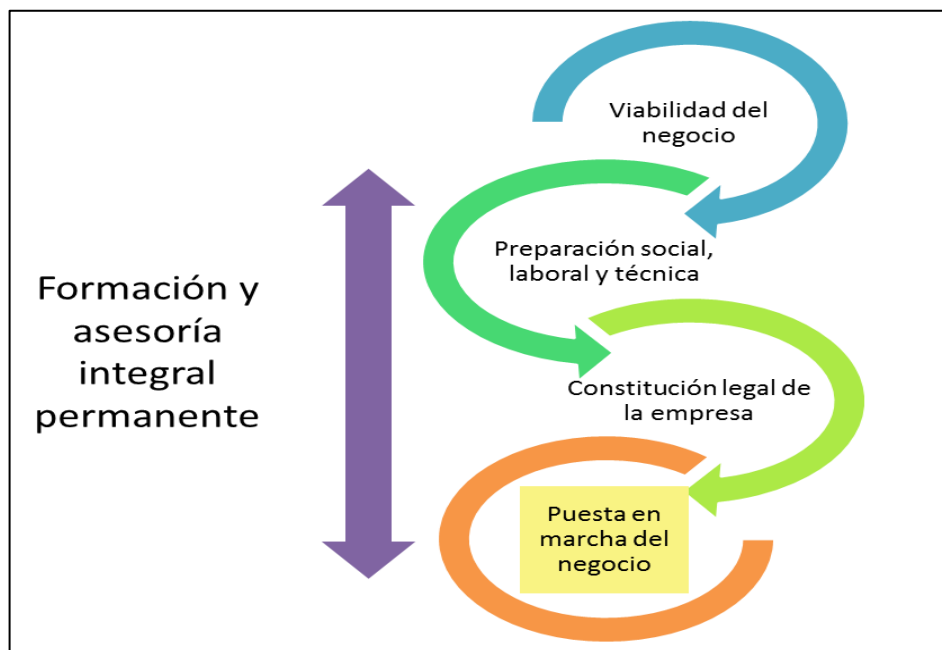 Viabilidad del
negocio
Preparación social,
laboral y técnica
Formación y
asesoría
integral
permanente
Constitución legal de
la empresa
Puesta en
marcha del
negocio